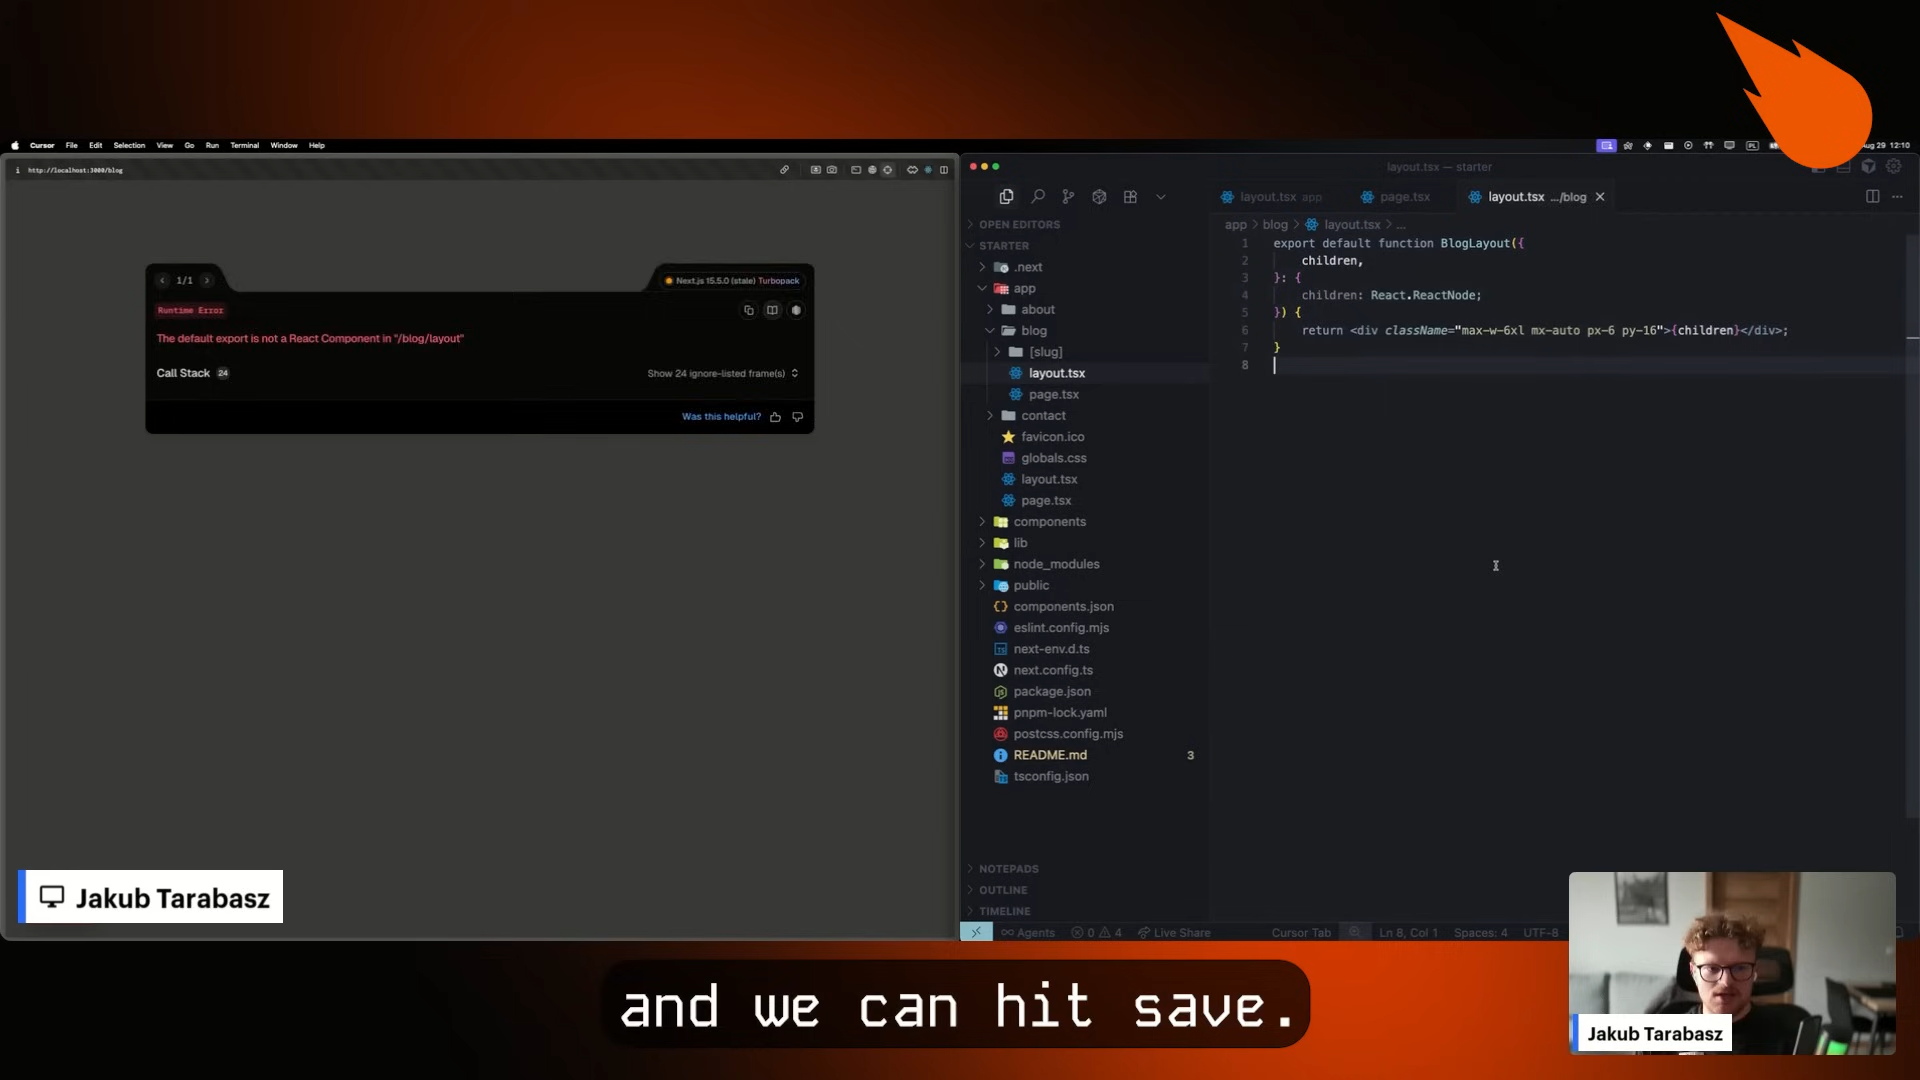 Cursor File Edit Selection View Go Run Terminal Window Help
Aug 29 12:10
http://localhost:3000/blog
1/1
Next.js 15.5.0 (stale) Turbopack
Runtime Error
The default export is not a React Component in "/blog/layout"
Call Stack 24
Show 24 ignore-listed frame(s)
Was this helpful?
layout.tsx — starter
layout.tsx app
page.tsx
layout.tsx .../blog
OPEN EDITORS
STARTER
.next
app
about
blog
[slug]
layout.tsx
page.tsx
contact
favicon.ico
globals.css
layout.tsx
page.tsx
components
lib
node_modules
public
components.json
eslint.config.mjs
next-env.d.ts
next.config.ts
package.json
pnpm-lock.yaml
postcss.config.mjs
README.md 3
tsconfig.json
NOTEPADS
OUTLINE
TIMELINE
app > blog > layout.tsx > ...
1 export default function BlogLayout({
2 children,
3 }: {
4 children: React.ReactNode;
5 }) {
6 return <div className="max-w-6xl mx-auto px-6 py-16">{children}</div>;
7 }
8
Agents 0 4 Live Share Cursor Tab Ln 8, Col 1 Spaces: 4 UTF-8
Jakub Tarabasz
and we can hit save.
Jakub Tarabasz